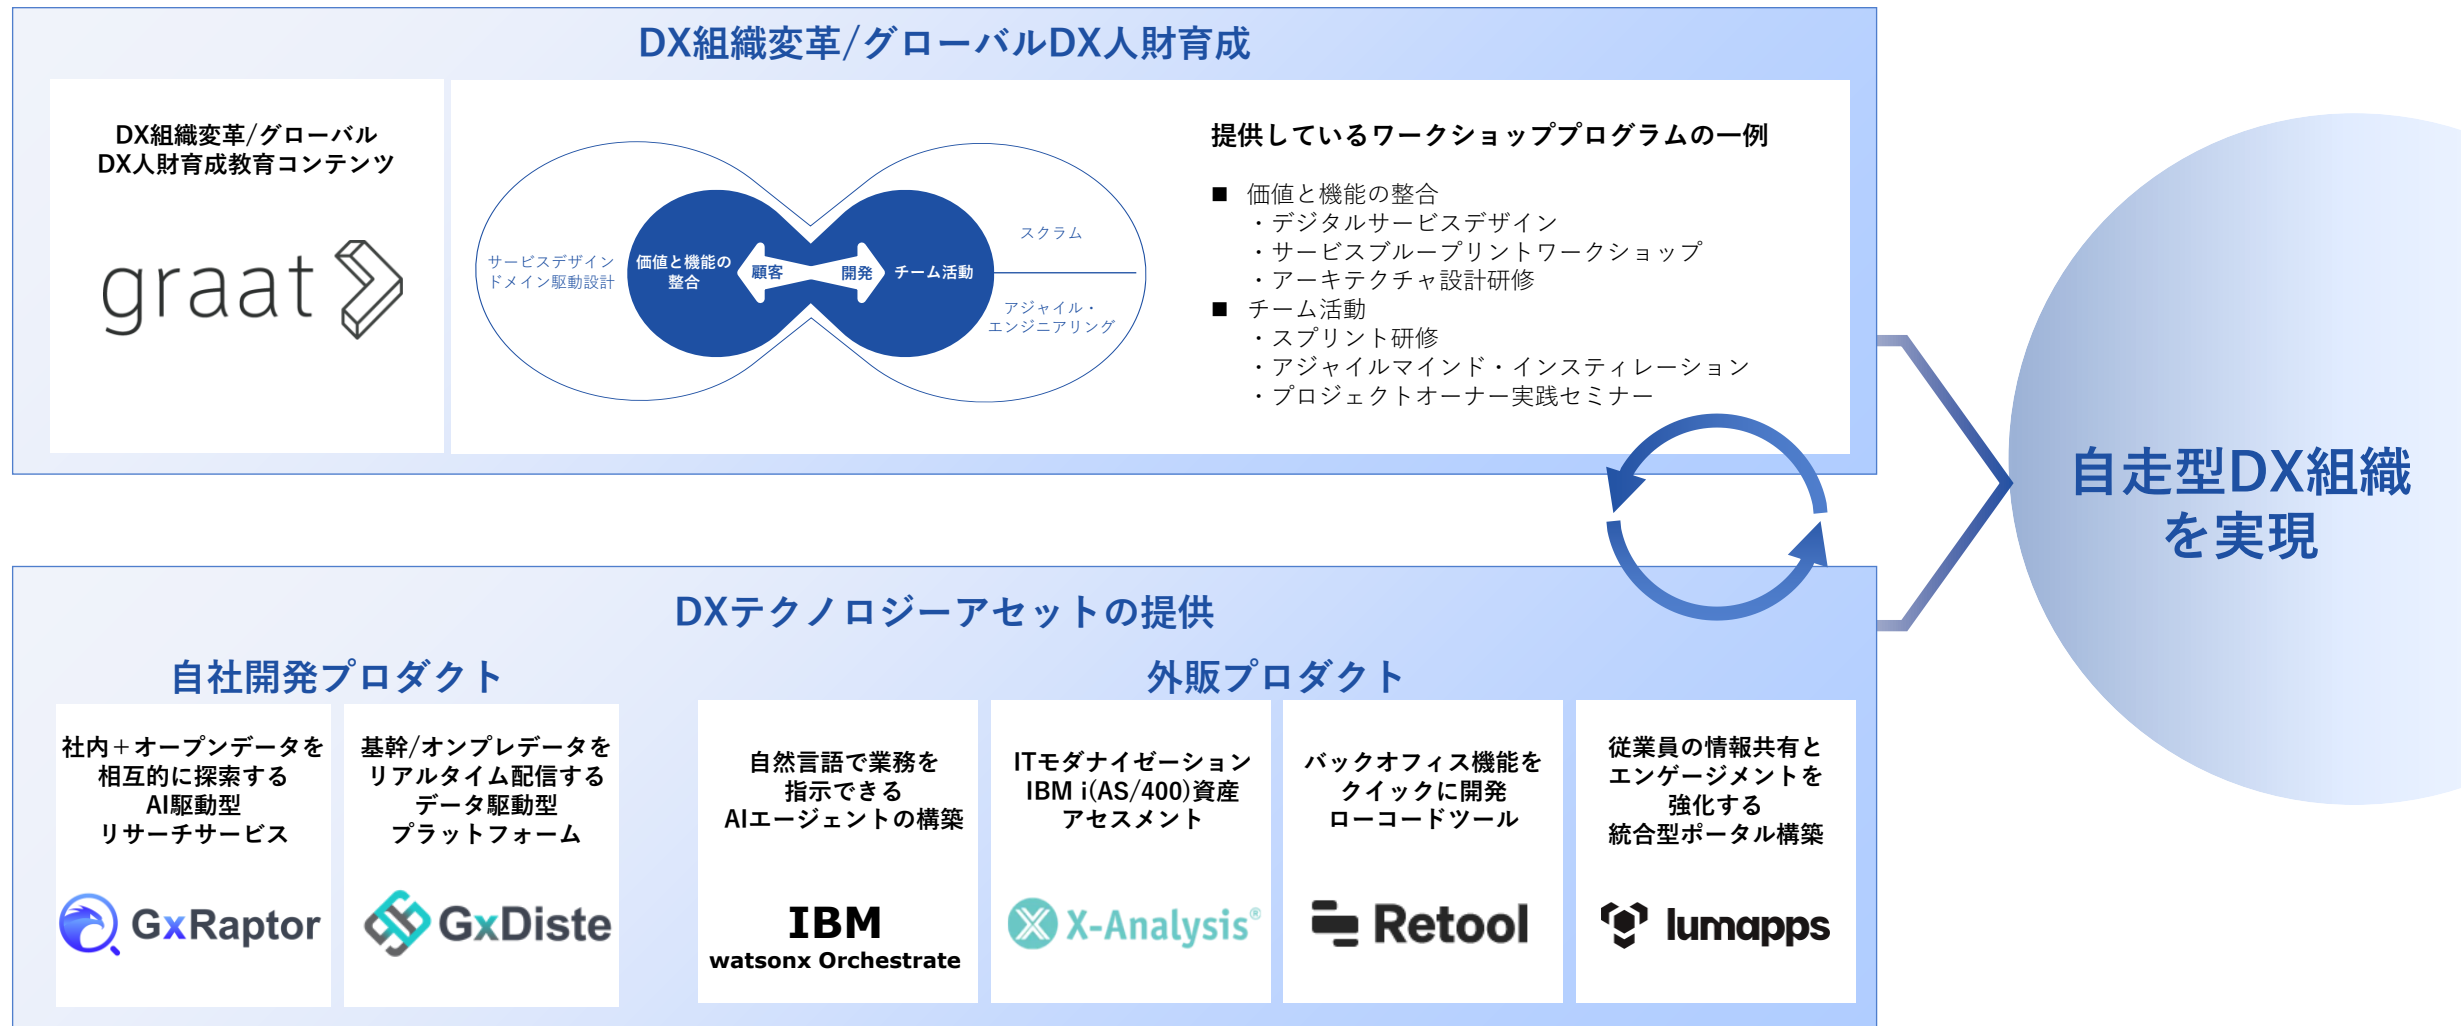 DX組織変革/グローバルDX人財育成
DX組織変革/グローバル
DX人財育成教育コンテンツ
graat
サービスデザイン
ドメイン駆動設計
価値と機能の
整合
顧客
開発
チーム活動
スクラム
アジャイル・
エンジニアリング
提供しているワークショッププログラムの一例
■ 価値と機能の整合
・デジタルサービスデザイン
・サービスブループリントワークショップ
・アーキテクチャ設計研修
■ チーム活動
・スプリント研修
・アジャイルマインド・インスティレーション
・プロジェクトオーナー実践セミナー
自走型DX組織
を実現
DXテクノロジーアセットの提供
自社開発プロダクト
社内＋オープンデータを
相互的に探索する
AI駆動型
リサーチサービス
GxRaptor
基幹/オンプレデータを
リアルタイム配信する
データ駆動型
プラットフォーム
GxDiste
外販プロダクト
自然言語で業務を
指示できる
AIエージェントの構築
IBM
watsonx Orchestrate
ITモダナイゼーション
IBM i(AS/400)資産
アセスメント
X-Analysis®
バックオフィス機能を
クイックに開発
ローコードツール
Retool
従業員の情報共有と
エンゲージメントを
強化する
統合型ポータル構築
lumapps